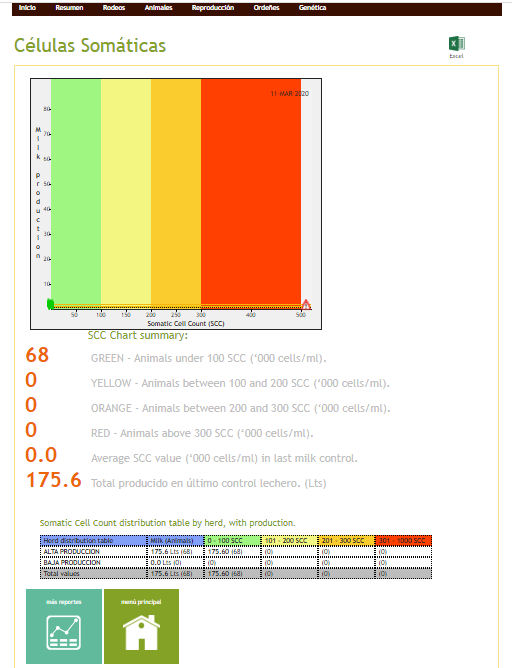 Inicio Resumen Rodeos Animales Reproducción Ordeñes Genética
Células Somáticas
Excel
11 MAR 2020
Milk production
80
70
60
50
40
30
20
10
50 100 150 200 250 300 400 500
Somatic Cell Count (SCC)
SCC Chart summary:
68 GREEN - Animals under 100 SCC (‘000 cells/ml).
0 YELLOW - Animals between 100 and 200 SCC (‘000 cells/ml).
0 ORANGE - Animals between 200 and 300 SCC (‘000 cells/ml).
0 RED - Animals above 300 SCC (‘000 cells/ml).
0.0 Average SCC value (‘000 cells/ml) in last milk control.
175.6 Total producido en último control lechero. (Lts)
Somatic Cell Count distribution table by herd, with production.
Herd distribution table Milk (Animals) 0 - 100 SCC 101 - 200 SCC 201 - 300 SCC 301 - 1000 SCC
ALTA PRODUCCION 175.6 Lts (68) 175.60 (68) (0) (0) (0)
BAJA PRODUCCION 0.0 Lts (0) (0) (0) (0) (0)
Total values 175.6 Lts (68) 175.60 (68) (0) (0) (0)
más reportes menú principal